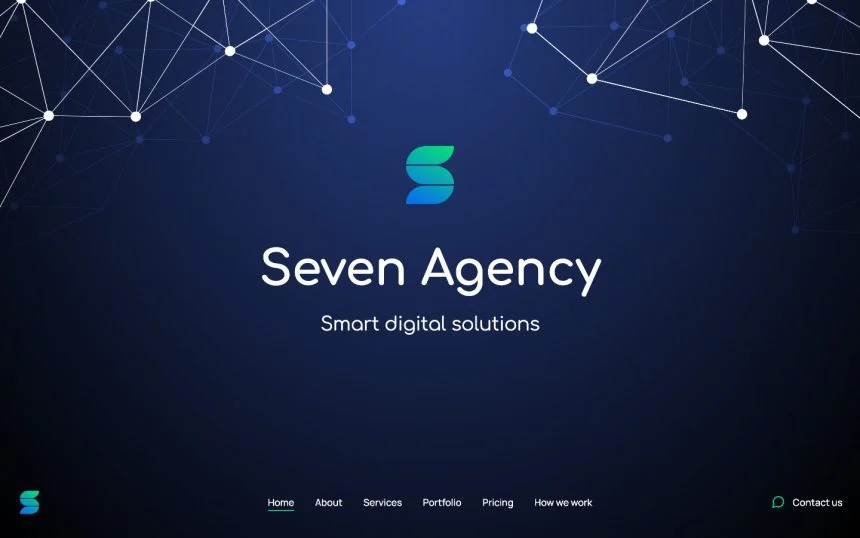 Seven Agency
Smart digital solutions
Home About Services Portfolio Pricing How we work Contact us